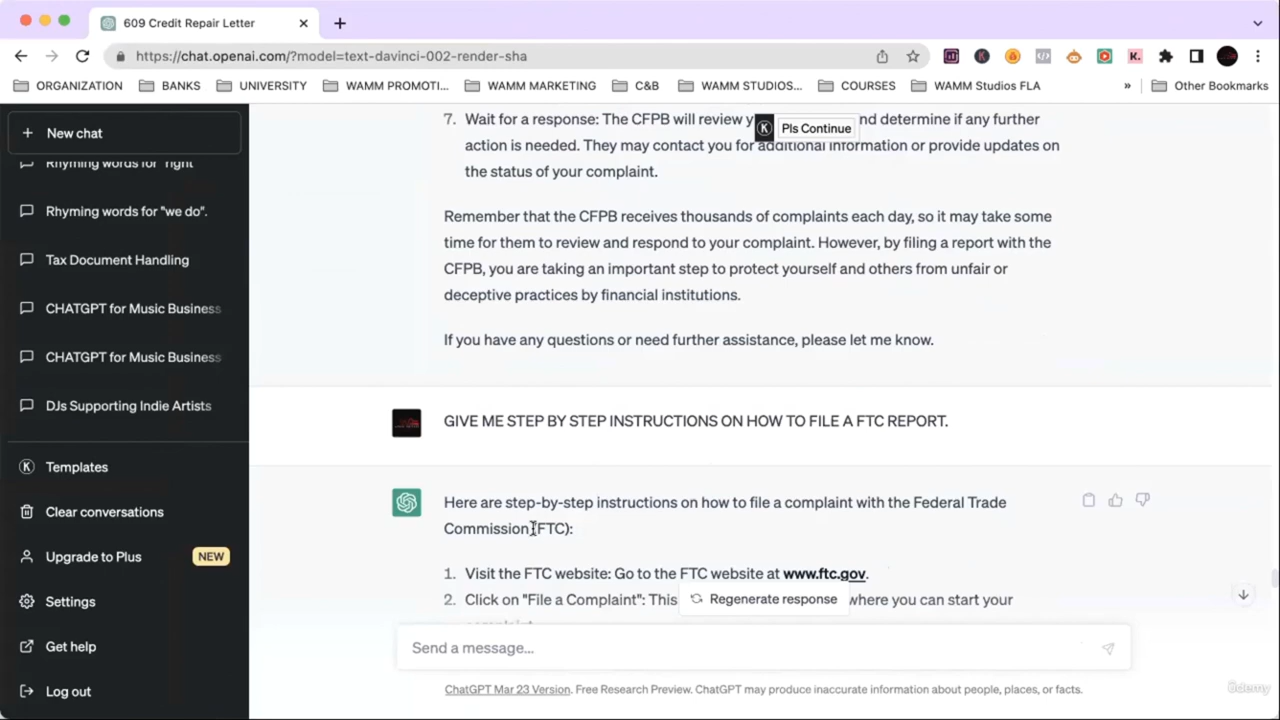 609 Credit Repair Letter
https://chat.openai.com/?model=text-davinci-002-render-sha
ORGANIZATION BANKS UNIVERSITY WAMM PROMOTI... WAMM MARKETING C&B WAMM STUDIOS... COURSES WAMM Studios FLA » Other Bookmarks
New chat
Rhyming words for "right
Rhyming words for "we do".
Tax Document Handling
CHATGPT for Music Business
CHATGPT for Music Business
DJs Supporting Indie Artists
Templates
Clear conversations
Upgrade to Plus NEW
Settings
Get help
Log out
7. Wait for a response: The CFPB will review y nd determine if any further
Pls Continue
action is needed. They may contact you for additional information or provide updates on
the status of your complaint.
Remember that the CFPB receives thousands of complaints each day, so it may take some
time for them to review and respond to your complaint. However, by filing a report with the
CFPB, you are taking an important step to protect yourself and others from unfair or
deceptive practices by financial institutions.
If you have any questions or need further assistance, please let me know.
GIVE ME STEP BY STEP INSTRUCTIONS ON HOW TO FILE A FTC REPORT.
Here are step-by-step instructions on how to file a complaint with the Federal Trade
Commission (FTC):
1. Visit the FTC website: Go to the FTC website at www.ftc.gov.
2. Click on "File a Complaint": This where you can start your
Regenerate response
Send a message...
ChatGPT Mar 23 Version. Free Research Preview. ChatGPT may produce inaccurate information about people, places, or facts.
Udemy